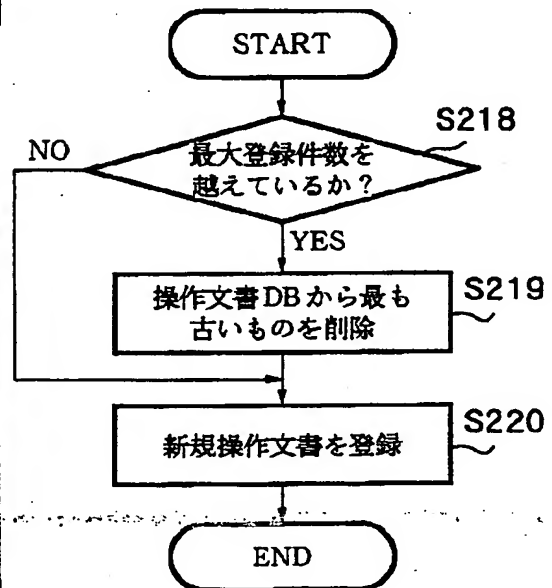 START
S218
NO
最大登録件数を
越えているか？
YES
操作文書DBから最も
古いものを削除
S219
新規操作文書を登録
S220
END